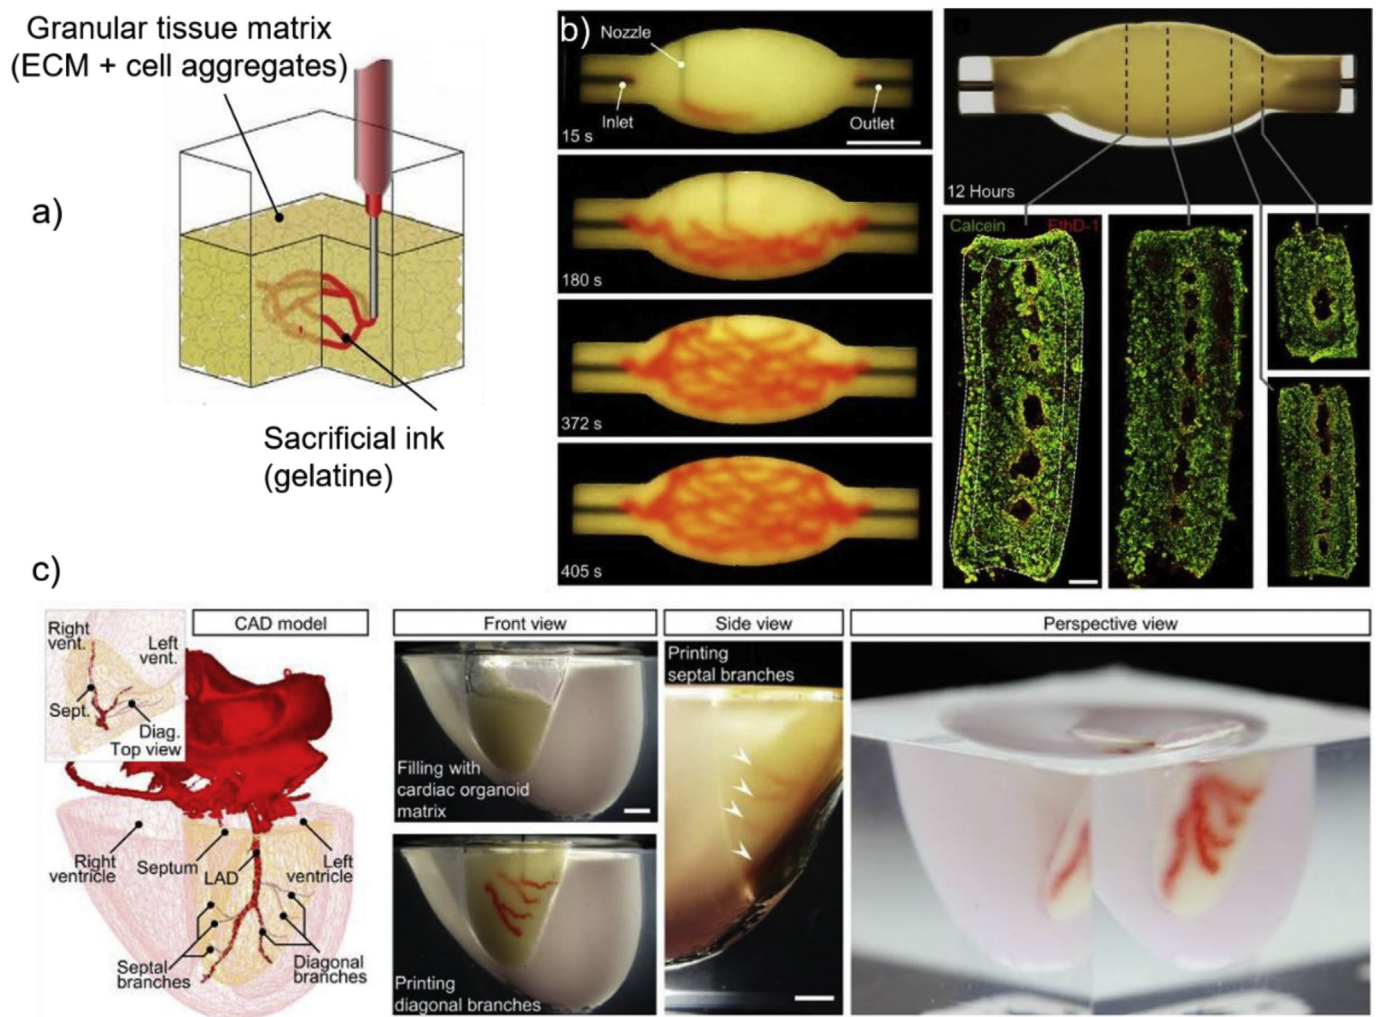 Granular tissue matrix
(ECM + cell aggregates)
a)
Sacrificial ink
(gelatine)
b)
Nozzle
Inlet
Outlet
15 s
180 s
372 s
405 s
12 Hours
Calcein
EthD-1
c)
CAD model
Right
vent.
Left
vent.
Sept.
Diag.
Top view
Right
ventricle
Septum
LAD
Left
ventricle
Septal
branches
Diagonal
branches
Front view
Filling with
cardiac organoid
matrix
Printing
diagonal branches
Side view
Printing
septal branches
Perspective view